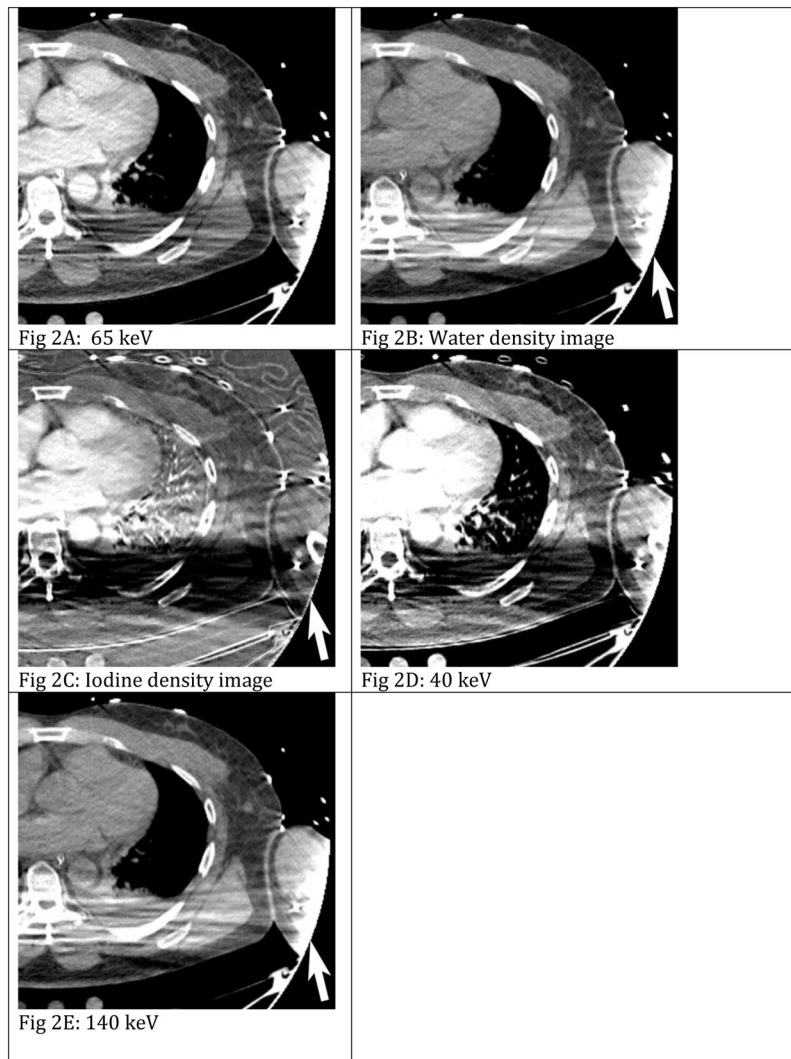 Fig 2A: 65 keV
Fig 2B: Water density image
Fig 2C: Iodine density image
Fig 2D: 40 keV
Fig 2E: 140 keV